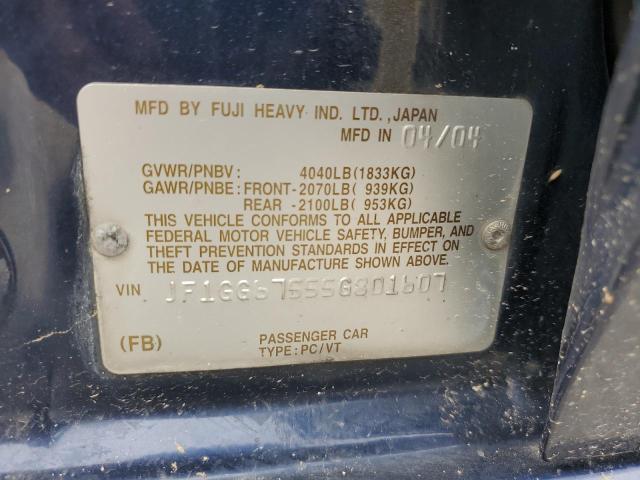 MFD BY FUJI HEAVY IND. LTD.,JAPAN
MFD IN 04/04
GVWR/PNBV: 4040LB(1833KG)
GAWR/PNBE: FRONT-2070LB( 939KG)
REAR -2100LB( 953KG)
THIS VEHICLE CONFORMS TO ALL APPLICABLE
FEDERAL MOTOR VEHICLE SAFETY, BUMPER, AND
THEFT PREVENTION STANDARDS IN EFFECT ON
THE DATE OF MANUFACTURE SHOWN ABOVE.
VIN JF1GG67555G801607
(FB) PASSENGER CAR
TYPE:PC/VT